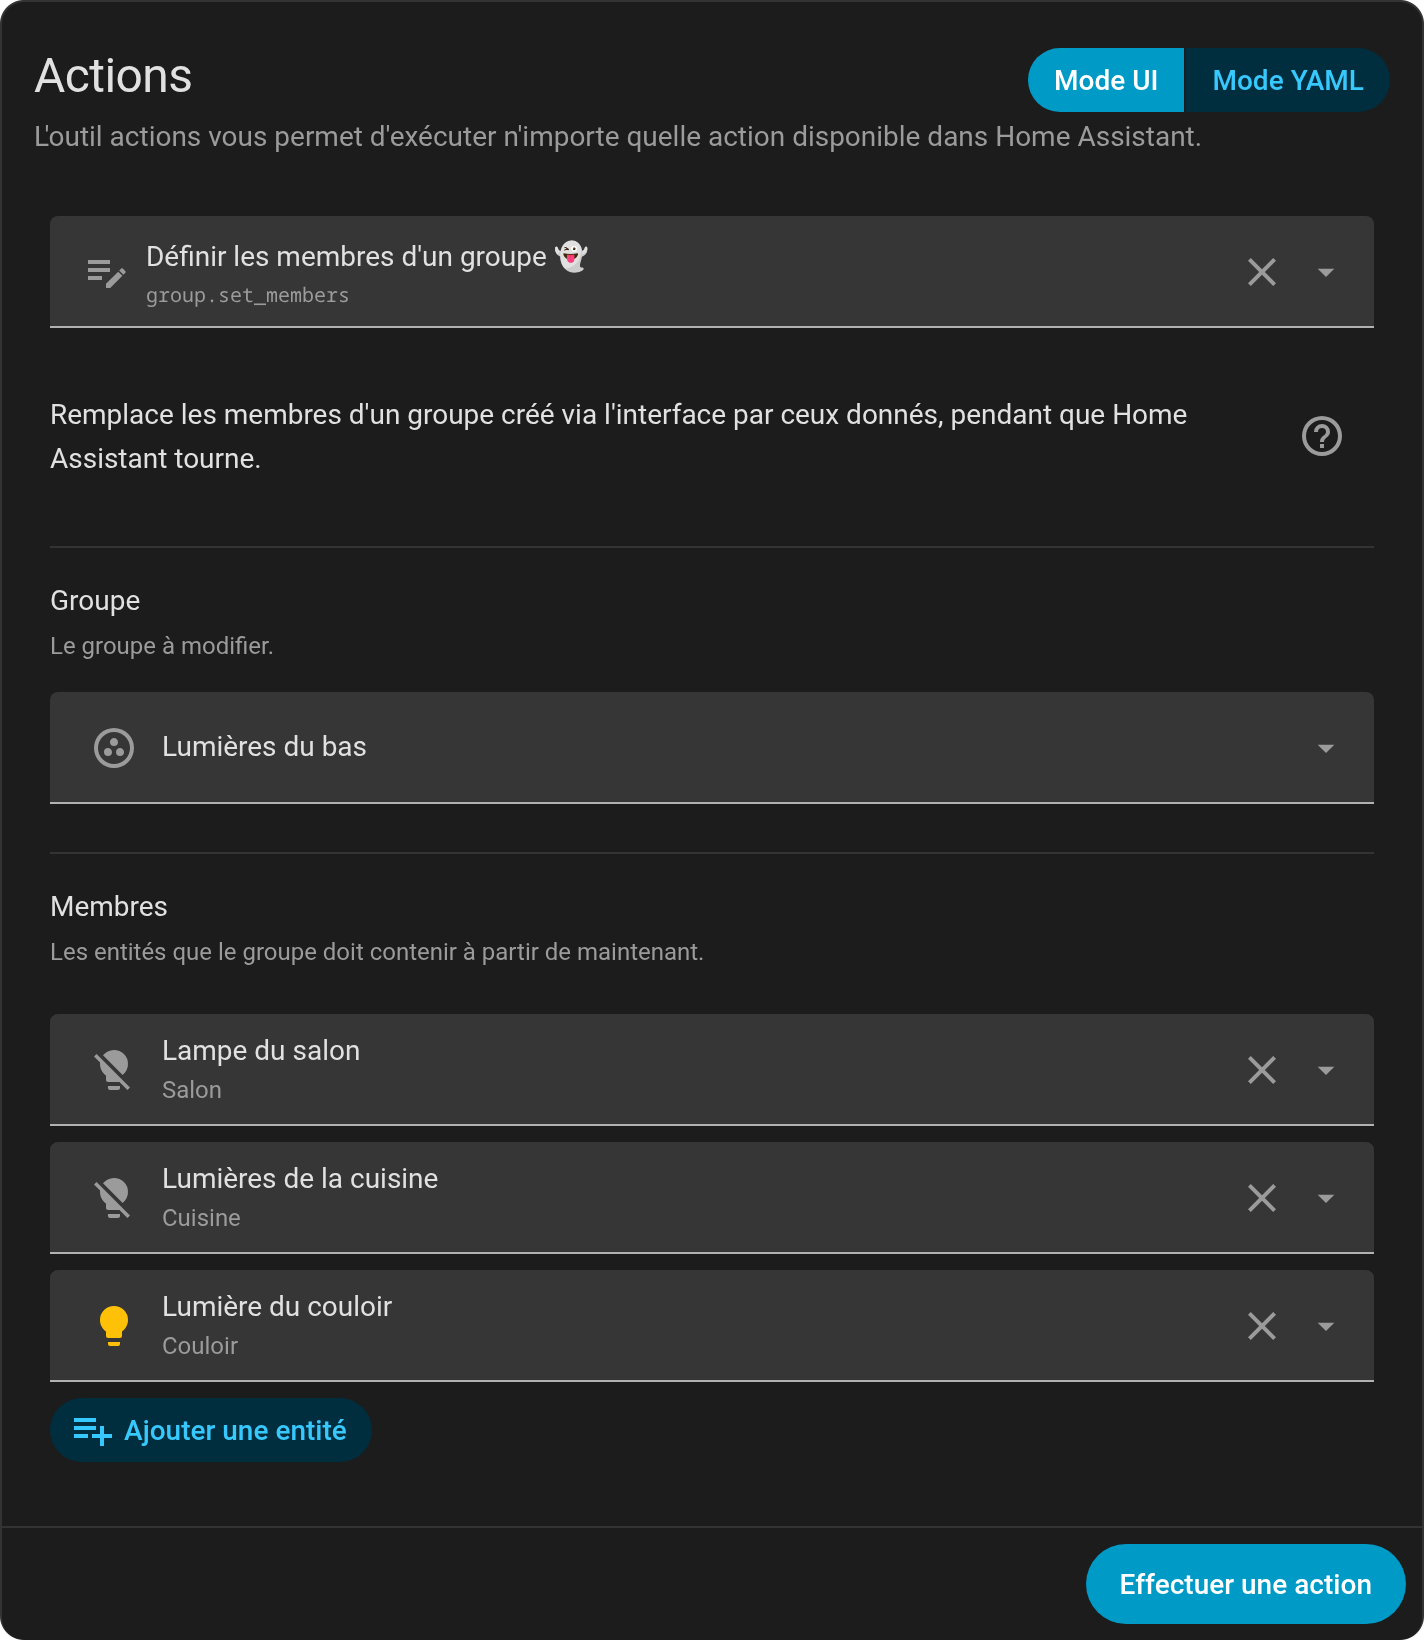 Actions
Mode UI
Mode YAML
L'outil actions vous permet d'exécuter n'importe quelle action disponible dans Home Assistant.
Définir les membres d'un groupe 👻
group.set_members
Remplace les membres d'un groupe créé via l'interface par ceux donnés, pendant que Home
Assistant tourne.
Groupe
Le groupe à modifier.
Lumières du bas
Membres
Les entités que le groupe doit contenir à partir de maintenant.
Lampe du salon
Salon
Lumières de la cuisine
Cuisine
Lumière du couloir
Couloir
Ajouter une entité
Effectuer une action